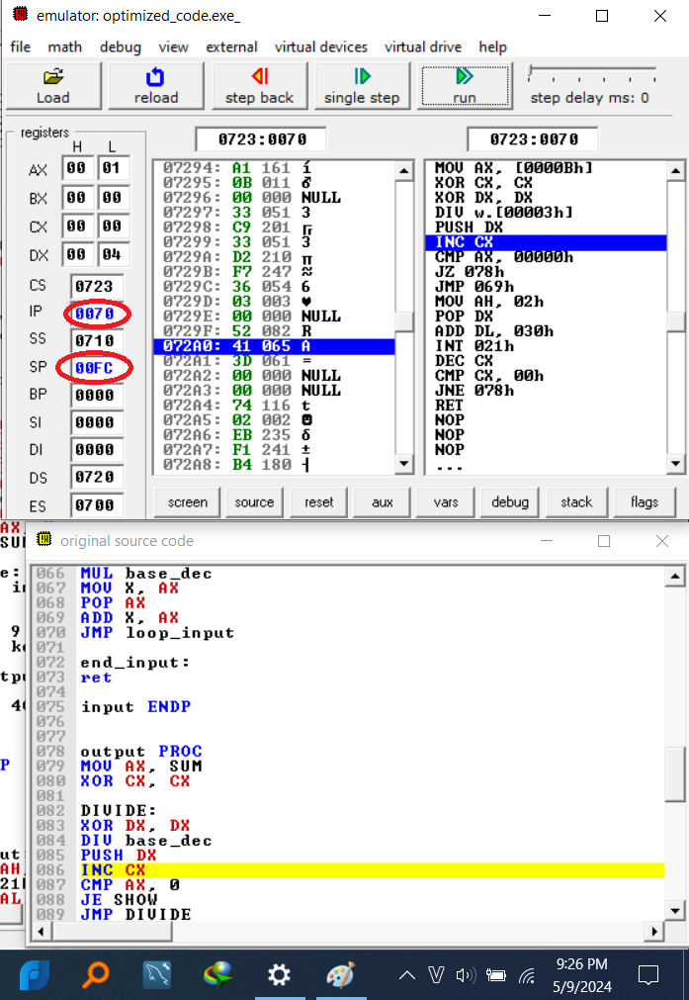 emulator: optimized_code.exe_
file math debug view external virtual devices virtual drive help
Load reload step back single step run step delay ms: 0
registers
H L
AX 00 01
BX 00 00
CX 00 00
DX 00 04
CS 0723
IP 0070
SS 0710
SP 00FC
BP 0000
SI 0000
DI 0000
DS 0720
ES 0700
0723:0070
07294: A1 161 í
07295: 0B 011 ♂
07296: 00 000 NULL
07297: 33 051 3
07298: C9 201 ╔
07299: 33 051 3
0729A: D2 210 π
0729B: F7 247 ≈
0729C: 36 054 6
0729D: 03 003 ♥
0729E: 00 000 NULL
0729F: 52 082 R
072A0: 41 065 A
072A1: 3D 061 =
072A2: 00 000 NULL
072A3: 00 000 NULL
072A4: 74 116 t
072A5: 02 002 ☻
072A6: EB 235 δ
072A7: F1 241 ±
072A8: B4 180 ┤
0723:0070
MOV AX, [0000Bh]
XOR CX, CX
XOR DX, DX
DIV w.[00003h]
PUSH DX
INC CX
CMP AX, 00000h
JZ 078h
JMP 069h
MOV AH, 02h
POP DX
ADD DL, 030h
INT 021h
DEC CX
CMP CX, 00h
JNE 078h
RET
NOP
NOP
NOP
...
screen source reset aux vars debug stack flags
original source code
066 MUL base_dec
067 MOV X, AX
068 POP AX
069 ADD X, AX
070 JMP loop_input
071
072 end_input:
073 ret
074
075 input ENDP
076
077
078 output PROC
079 MOV AX, SUM
080 XOR CX, CX
081
082 DIVIDE:
083 XOR DX, DX
084 DIV base_dec
085 PUSH DX
086 INC CX
087 CMP AX, 0
088 JE SHOW
089 JMP DIVIDE
9:26 PM
5/9/2024